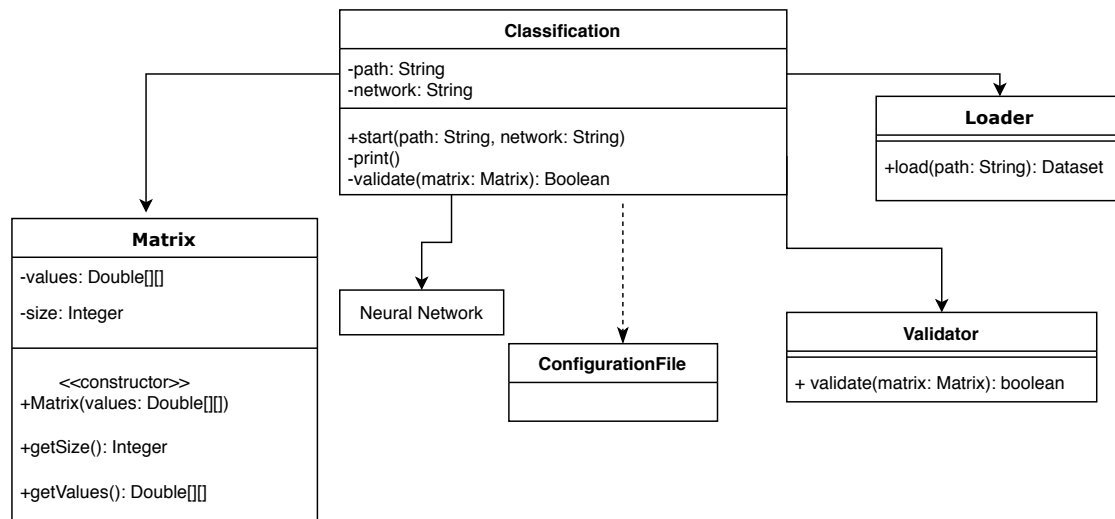 Classification
-path: String
-network: String
+start(path: String, network: String)
-print()
-validate(matrix: Matrix): Boolean
Loader
+load(path: String): Dataset
Matrix
-values: Double[][]
-size: Integer
<<constructor>>
+Matrix(values: Double[][])
+getSize(): Integer
+getValues(): Double[][]
Neural Network
ConfigurationFile
Validator
+ validate(matrix: Matrix): boolean